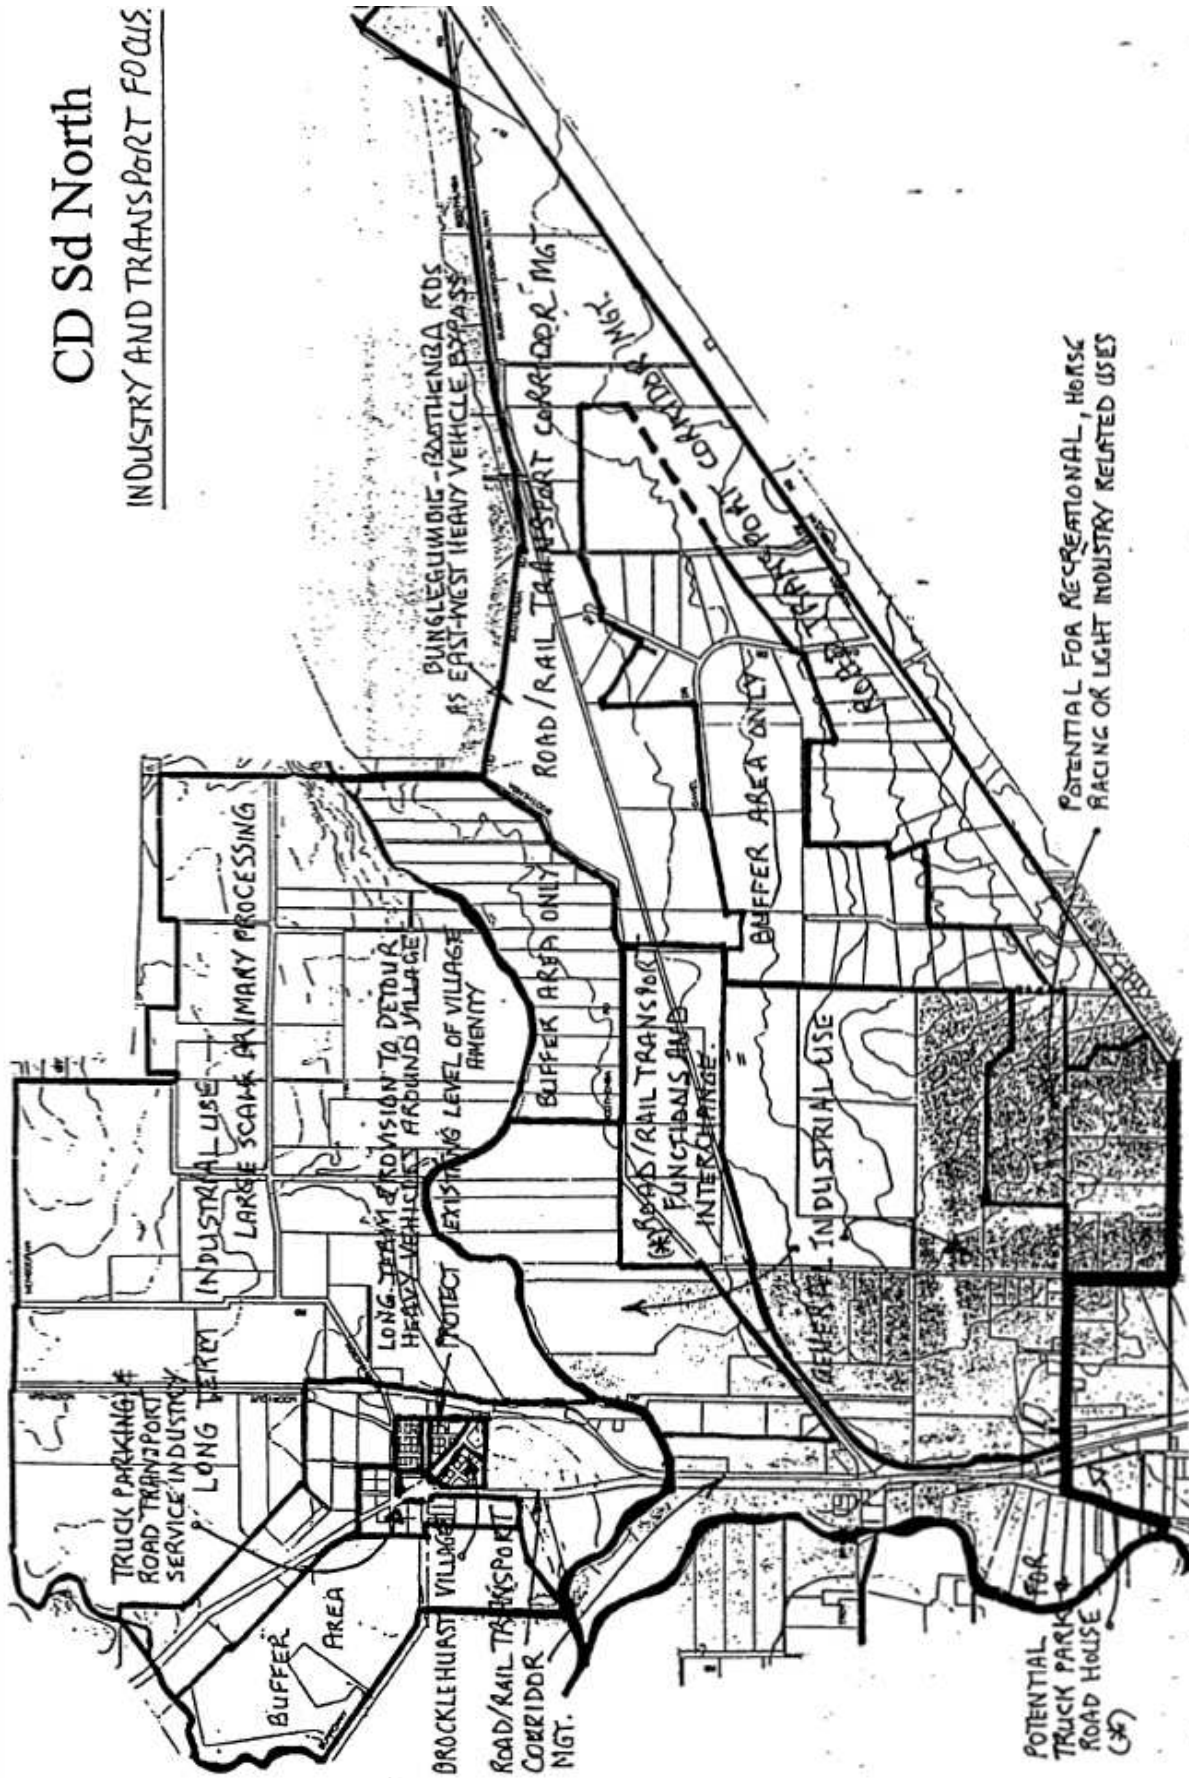 CD Sd North
INDUSTRY AND TRANSPORT FOCUS.
TRUCK PARKING &
ROAD TRANSPORT
SERVICE INDUSTRY
LONG TERM INDUSTRIAL USE
LARGE SCALE PRIMARY PROCESSING
BUFFER
AREA
LONG TERM PROVISION TO DETOUR
HEAVY VEHICLES AROUND VILLAGE
PROTECT EXISTING LEVEL OF VILLAGE
AMENITY
BUNGLEGUMBIE-BOOTHENBA RDS
AS EAST-WEST HEAVY VEHICLE BYPASS
BROCKLEHURST VILLAGE
ROAD/RAIL TRANSPORT
CORRIDOR
MGT.
BUFFER AREA ONLY
ROAD/RAIL TRANSPORT CORRIDOR MGT
(*) ROAD/RAIL TRANSPORT
FUNCTIONS AND
INTERCHANGE
BUFFER AREA ONLY
TRANSPORT CORRIDOR MGT.
GENERAL INDUSTRIAL USE
POTENTIAL FOR
TRUCK PARK &
ROAD HOUSE
(*)
POTENTIAL FOR RECREATIONAL, HORSE
RACING OR LIGHT INDUSTRY RELATED USES